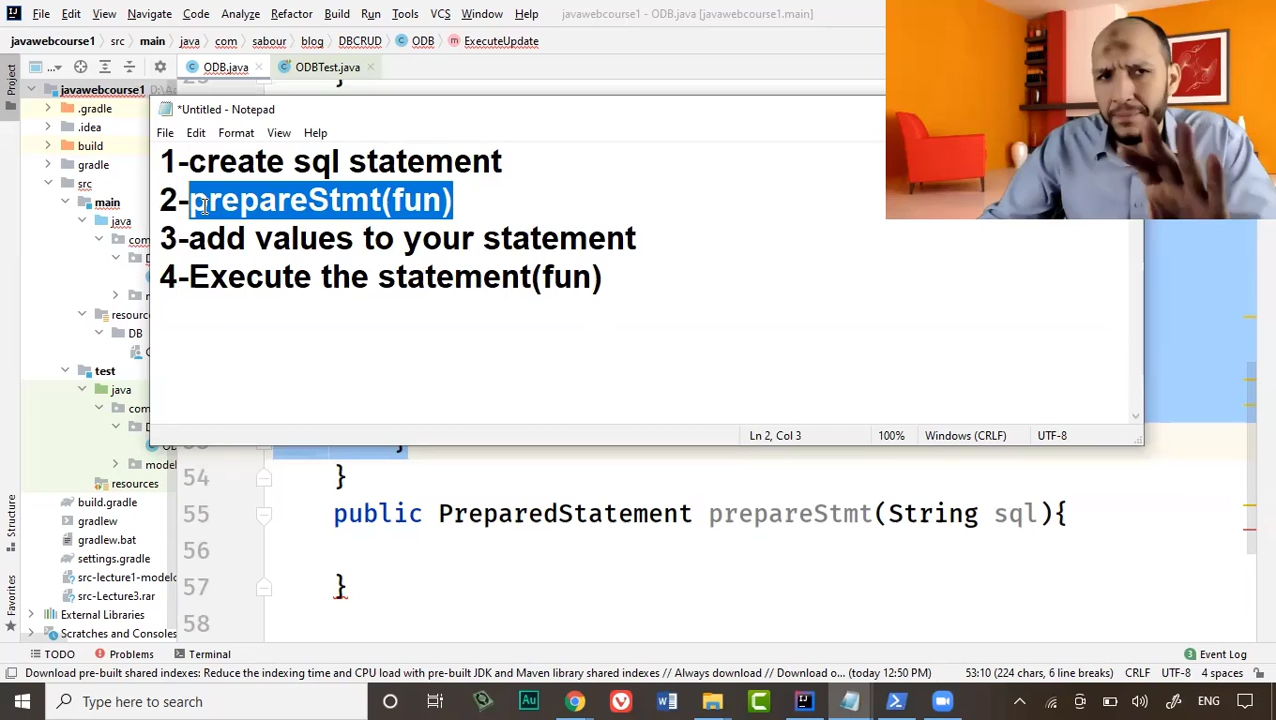 File Edit View Navigate Code Analyze Refactor Build Run Tools VCS Window Help javawebcourse1 - ODB.java [javawebcourse1.main]
javawebcourse1 src main java com sabour blog DBCRUD ODB ExecuteUpdate
Project
ODB.java ODBTest.java
javawebcourse1
.gradle
.idea
build
gradle
src
main
java
com
resourc
DB
test
java
com
model
resources
build.gradle
gradlew
gradlew.bat
settings.gradle
src-lecture1-modelc
src-Lecture3.rar
External Libraries
Scratches and Consoles
Structure
Favorites
*Untitled - Notepad
File Edit Format View Help
1-create sql statement
2-prepareStmt(fun)
3-add values to your statement
4-Execute the statement(fun)
Ln 2, Col 3 100% Windows (CRLF) UTF-8
54 }
55 public PreparedStatement prepareStmt(String sql){
56
57 }
58
TODO Problems Terminal 3 Event Log
Download pre-built shared indexes: Reduce the indexing time and CPU load with pre-built JDK and Maven library shared indexes // Always download // Download o... (today 12:50 PM) 53:10 (224 chars, 6 line breaks) CRLF UTF-8 4 spaces
Type here to search ENG